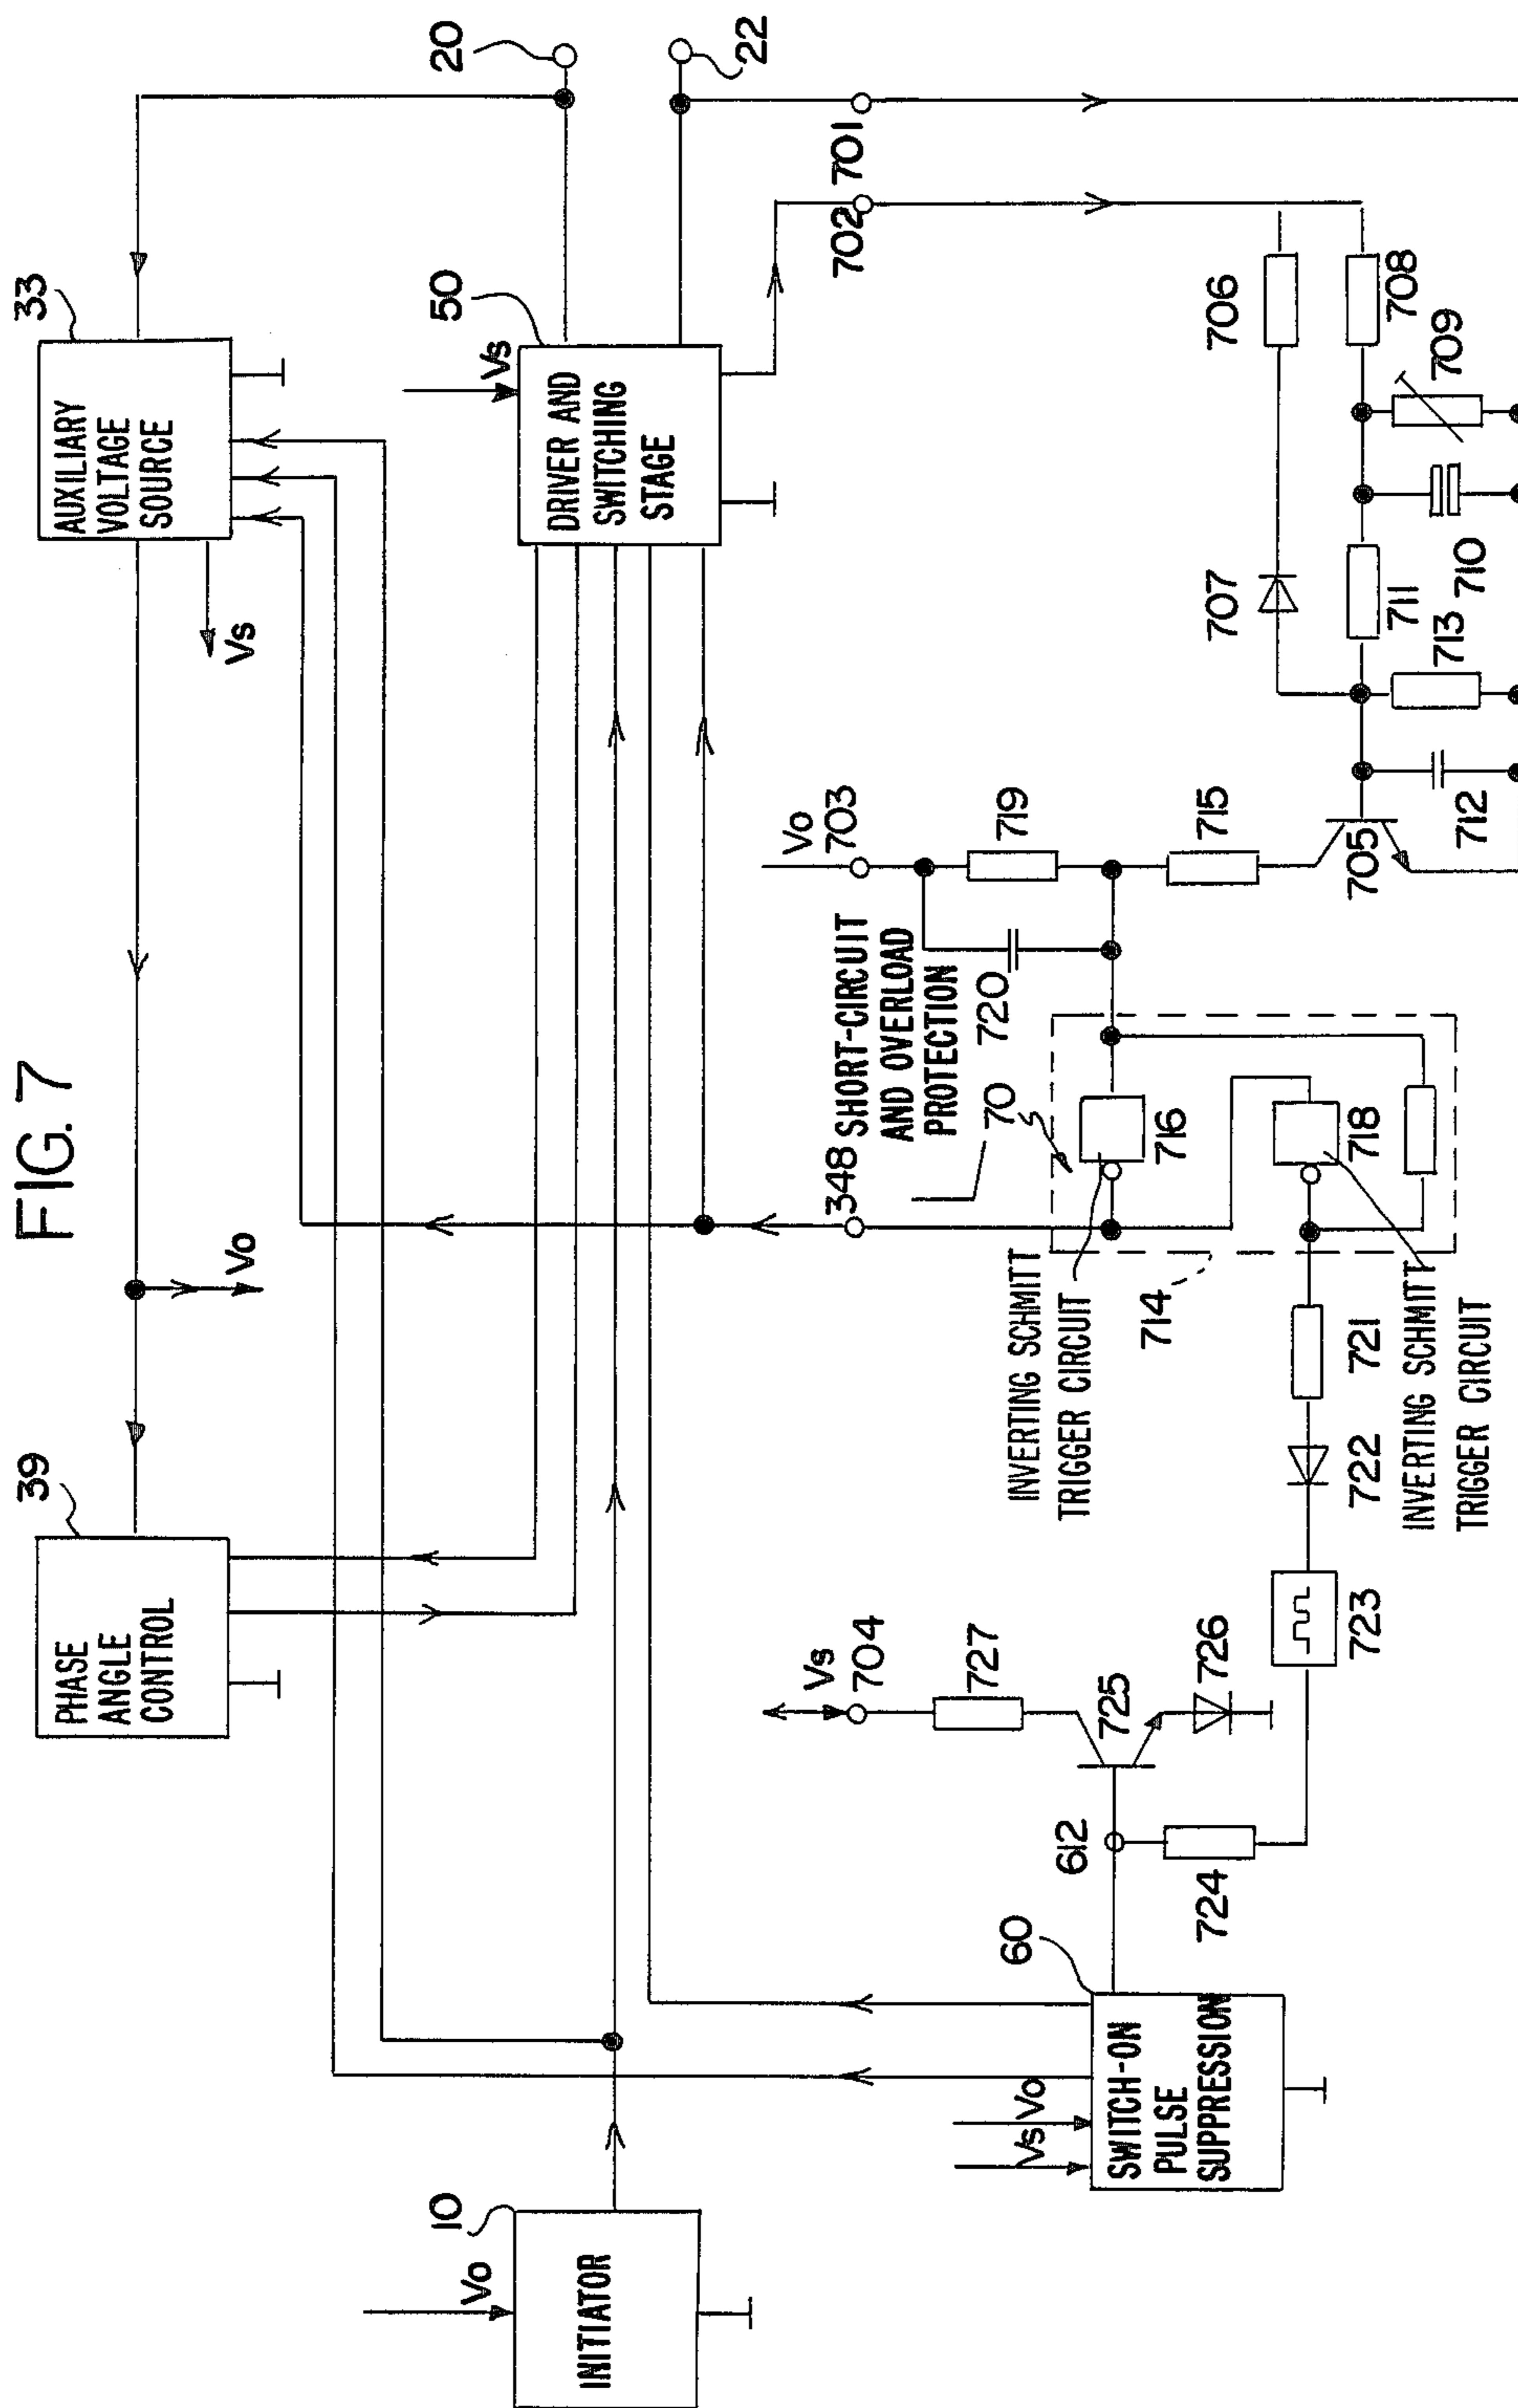 FIG. 7
39
PHASE
ANGLE
CONTROL
Vo
33
AUXILIARY
VOLTAGE
SOURCE
Vs
20
22
50
Vs
DRIVER AND
SWITCHING
STAGE
702
701
10
Vo
INITIATOR
60
Vs
Vo
SWITCH-ON
PULSE
SUPPRESSION
612
724
Vs
704
727
725
726
723
722
721
348
SHORT-CIRCUIT
AND OVERLOAD
PROTECTION
70
INVERTING SCHMITT
TRIGGER CIRCUIT
714
716
718
INVERTING SCHMITT
TRIGGER CIRCUIT
Vo
703
720
719
715
705
712
713
711
710
707
706
708
709